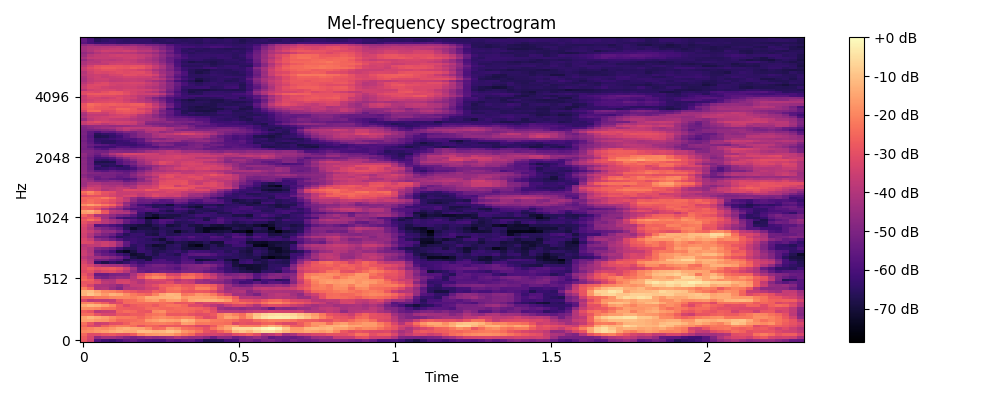 Mel-frequency spectrogram
+0 dB
-10 dB
-20 dB
-30 dB
-40 dB
-50 dB
-60 dB
-70 dB
Hz
4096
2048
1024
512
0
0 0.5 1 1.5 2
Time